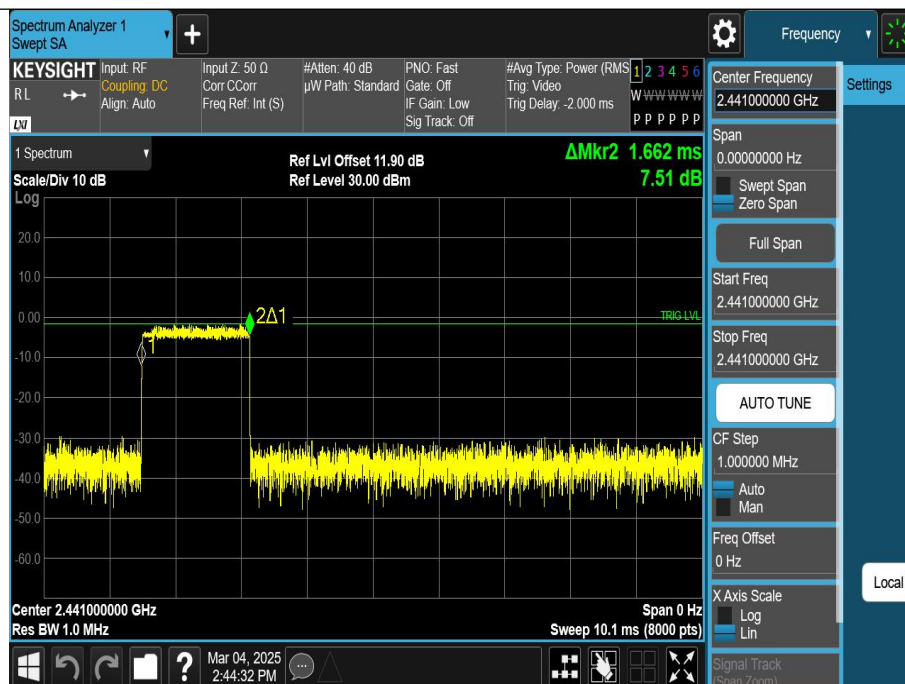 Spectrum Analyzer 1
Swept SA
Frequency
KEYSIGHT
RL
LXI
Input: RF
Coupling: DC
Align: Auto
Input Z: 50 Ω
Corr CCorr
Freq Ref: Int (S)
#Atten: 40 dB
µW Path: Standard
PNO: Fast
Gate: Off
IF Gain: Low
Sig Track: Off
#Avg Type: Power (RMS
Trig: Video
Trig Delay: -2.000 ms
1 2 3 4 5 6
W W W W W W
P P P P P P
1 Spectrum
Scale/Div 10 dB
Log
Ref Lvl Offset 11.90 dB
Ref Level 30.00 dBm
ΔMkr2 1.662 ms
7.51 dB
20.0
10.0
0.00
-10.0
-20.0
-30.0
-40.0
-50.0
-60.0
2Δ1
1
TRIG LVL
Center 2.441000000 GHz
Res BW 1.0 MHz
Span 0 Hz
Sweep 10.1 ms (8000 pts)
Center Frequency
2.441000000 GHz
Settings
Span
0.00000000 Hz
Swept Span
Zero Span
Full Span
Start Freq
2.441000000 GHz
Stop Freq
2.441000000 GHz
AUTO TUNE
CF Step
1.000000 MHz
Auto
Man
Freq Offset
0 Hz
X Axis Scale
Log
Lin
Local
Signal Track
(Span Zoom)
?
Mar 04, 2025
2:44:32 PM